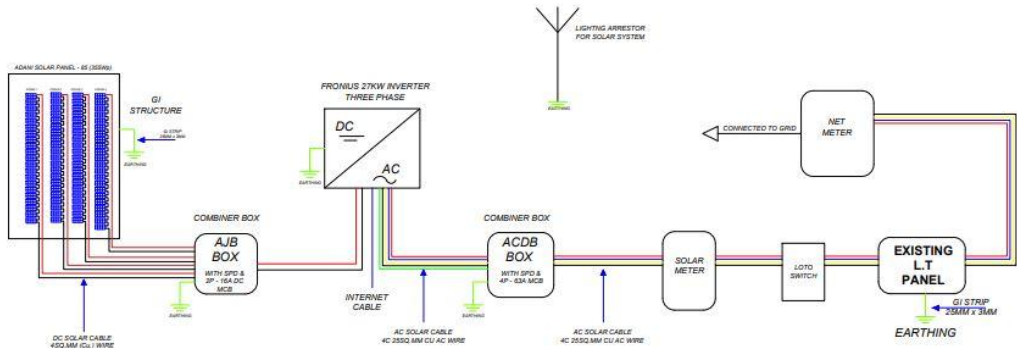 LIGHTING ARRESTOR
FOR SOLAR SYSTEM
EARTHING
ADANI SOLAR PANEL - 85 (355Wp)
GI
STRUCTURE
GI STRIP
25MM x 3MM
EARTHING
FRONIUS 27KW INVERTER
THREE PHASE
DC
AC
EARTHING
CONNECTED TO GRID
NET
METER
COMBINER BOX
AJB
BOX
WITH SPD &
2P - 16A DC
MCB
EARTHING
INTERNET
CABLE
COMBINER BOX
ACDB
BOX
WITH SPD &
4P - 63A MCB
EARTHING
SOLAR
METER
LOTO
SWITCH
EXISTING
L.T
PANEL
GI STRIP
25MM x 3MM
EARTHING
DC SOLAR CABLE
4SQ.MM (Cu.) WIRE
AC SOLAR CABLE
4C 25SQ.MM CU AC WIRE
AC SOLAR CABLE
4C 25SQ.MM CU AC WIRE